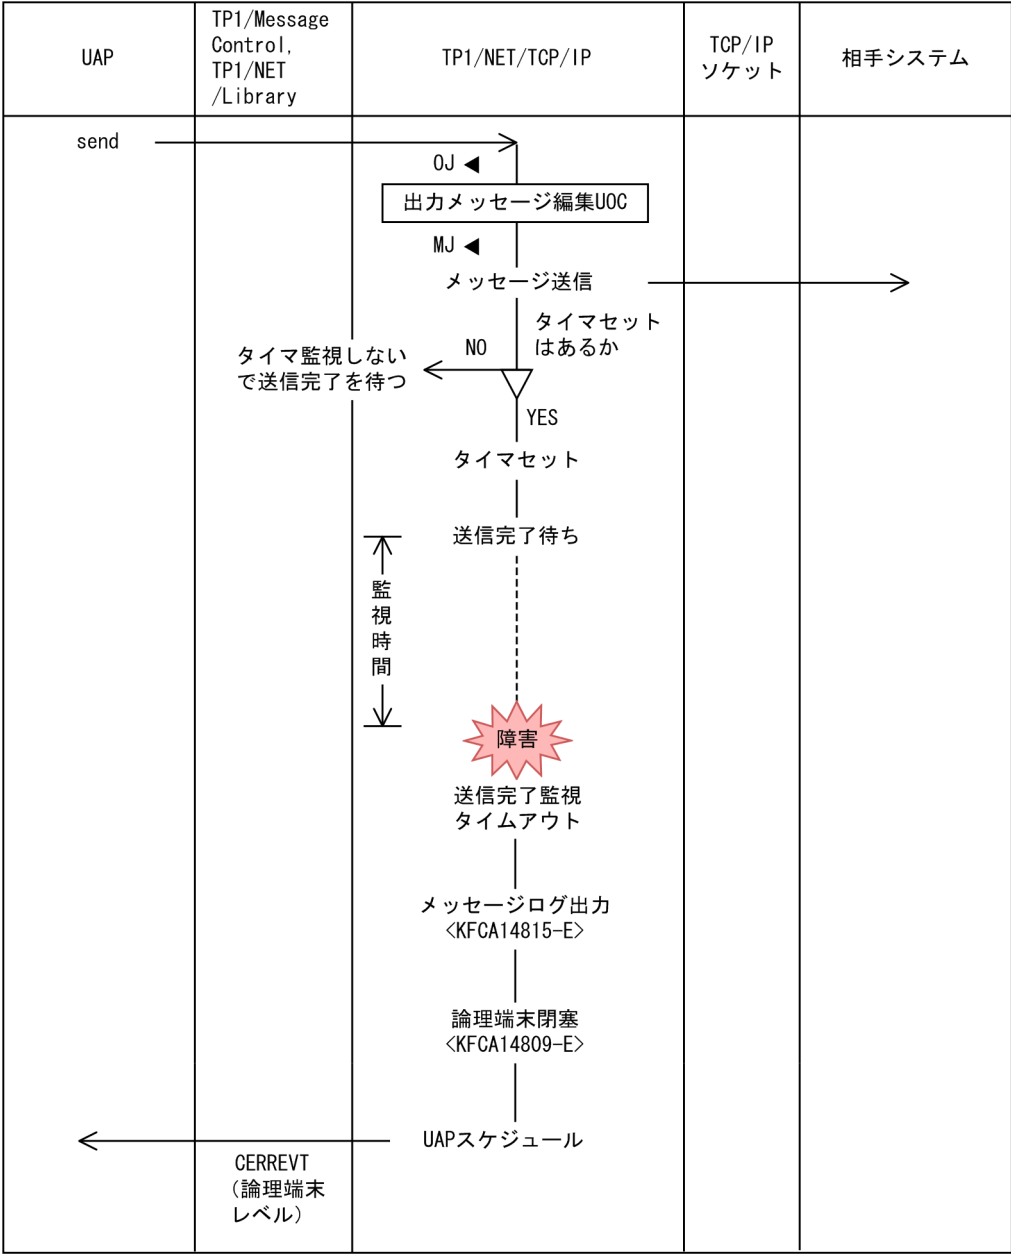 UAP
TP1/Message
Control,
TP1/NET
/Library
TP1/NET/TCP/IP
TCP/IP
ソケット
相手システム
send
OJ
出力メッセージ編集UOC
MJ
メッセージ送信
タイマセット
はあるか
NO
タイマ監視しない
で送信完了を待つ
YES
タイマセット
送信完了待ち
監視時間
障害
送信完了監視
タイムアウト
メッセージログ出力
<KFCA14815-E>
論理端末閉塞
<KFCA14809-E>
UAPスケジュール
CERREVT
(論理端末
レベル)